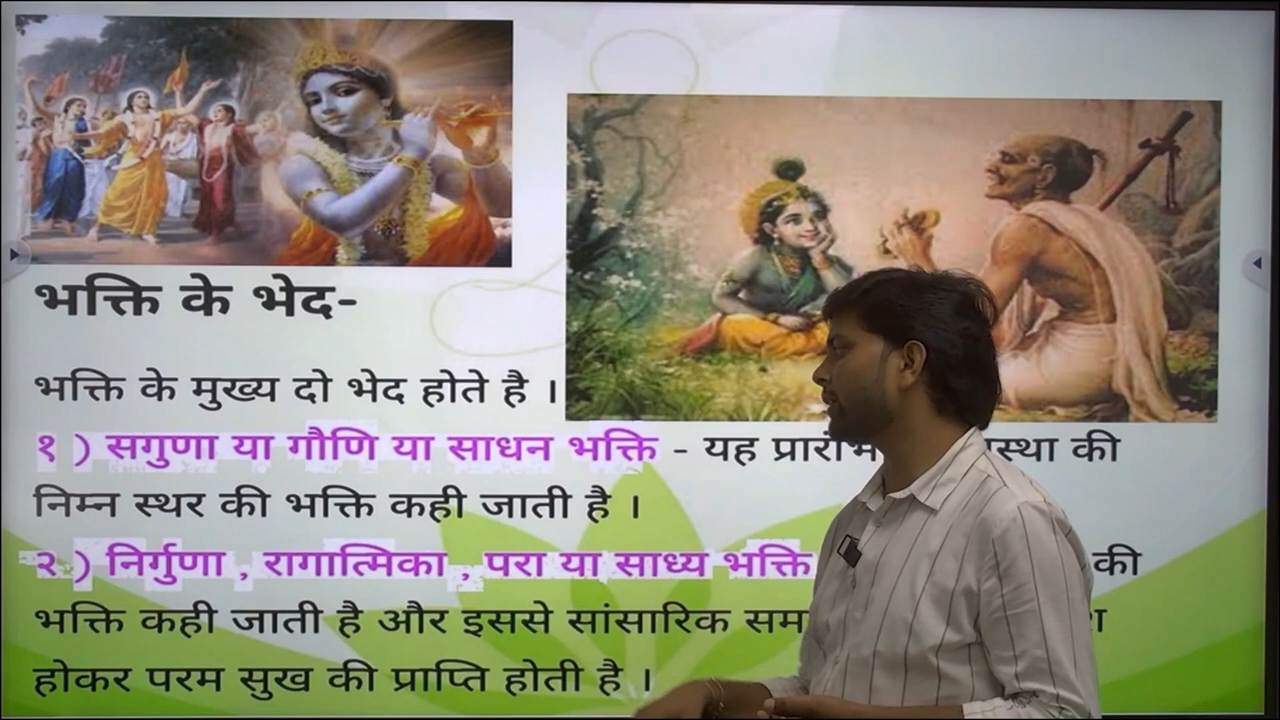 भक्ति के भेद-
भक्ति के मुख्य दो भेद होते है ।
१ ) सगुणा या गौणि या साधन भक्ति - यह की
निम्न स्थर की भक्ति कही जाती है ।
२ ) निर्गुणा , रागात्मिका , परा या साध्य भक्ति की
भक्ति कही जाती है और इससे सांसारिक
होकर परम सुख की प्राप्ति होती है ।